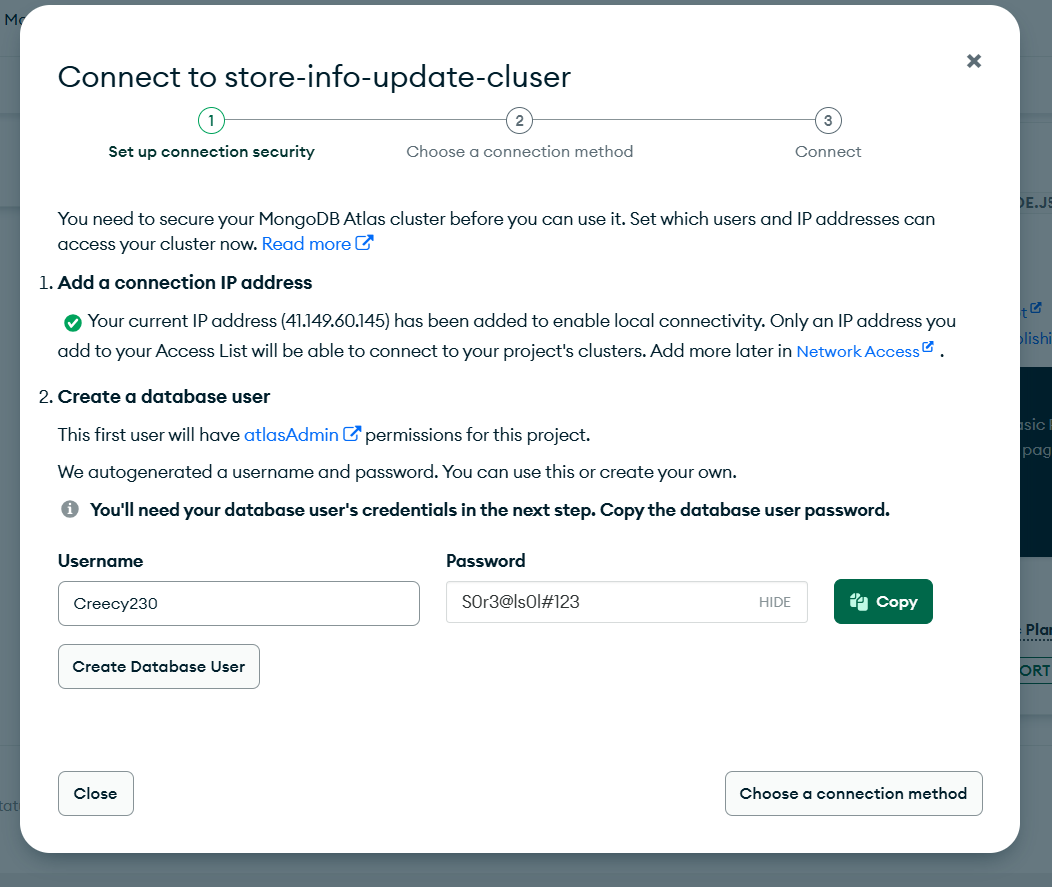 Mo
Connect to store-info-update-cluser
1
2
3
Set up connection security
Choose a connection method
Connect
You need to secure your MongoDB Atlas cluster before you can use it. Set which users and IP addresses can
access your cluster now. Read more
1. Add a connection IP address
Your current IP address (41.149.60.145) has been added to enable local connectivity. Only an IP address you
add to your Access List will be able to connect to your project's clusters. Add more later in Network Access .
2. Create a database user
This first user will have atlasAdmin permissions for this project.
We autogenerated a username and password. You can use this or create your own.
You'll need your database user's credentials in the next step. Copy the database user password.
Username
Password
Creecy230
S0r3@ls0l#123 HIDE
Copy
Create Database User
Close
Choose a connection method
DE.JS
t
olishi
asic
pag
Plan
ORT
tat